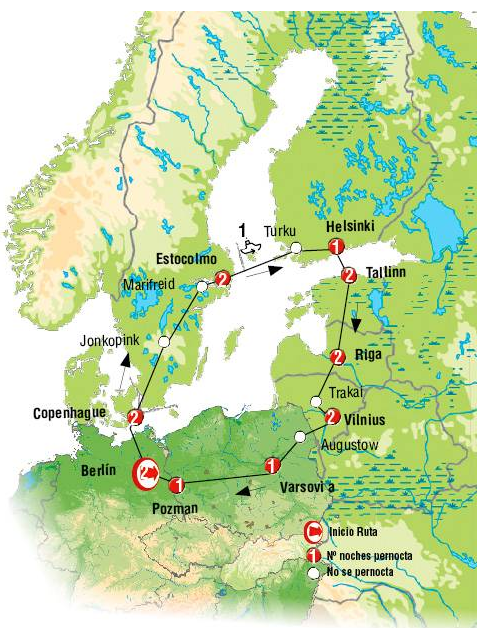 1
Turku
Helsinki
1
Estocolmo
2
Tallinn
2
Marifreid
Jonkopink
Riga
2
Trakai
Copenhague
2
Vilnius
2
Augustow
Berlín
2
1
Varsovia
1
Pozman
Inicio Ruta
1 Nº noches pernocta
No se pernocta